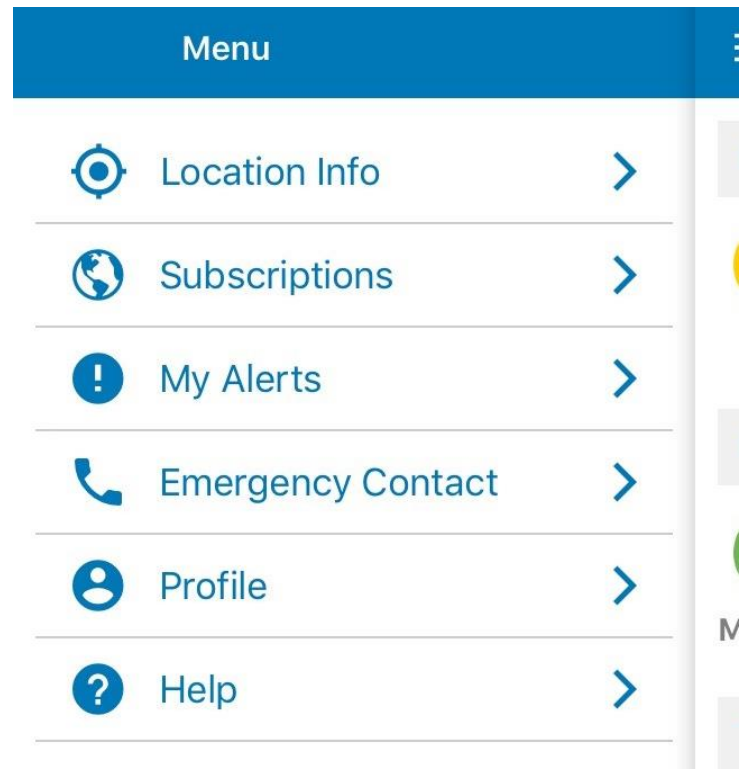 Menu
Location Info
Subscriptions
My Alerts
Emergency Contact
Profile
Help